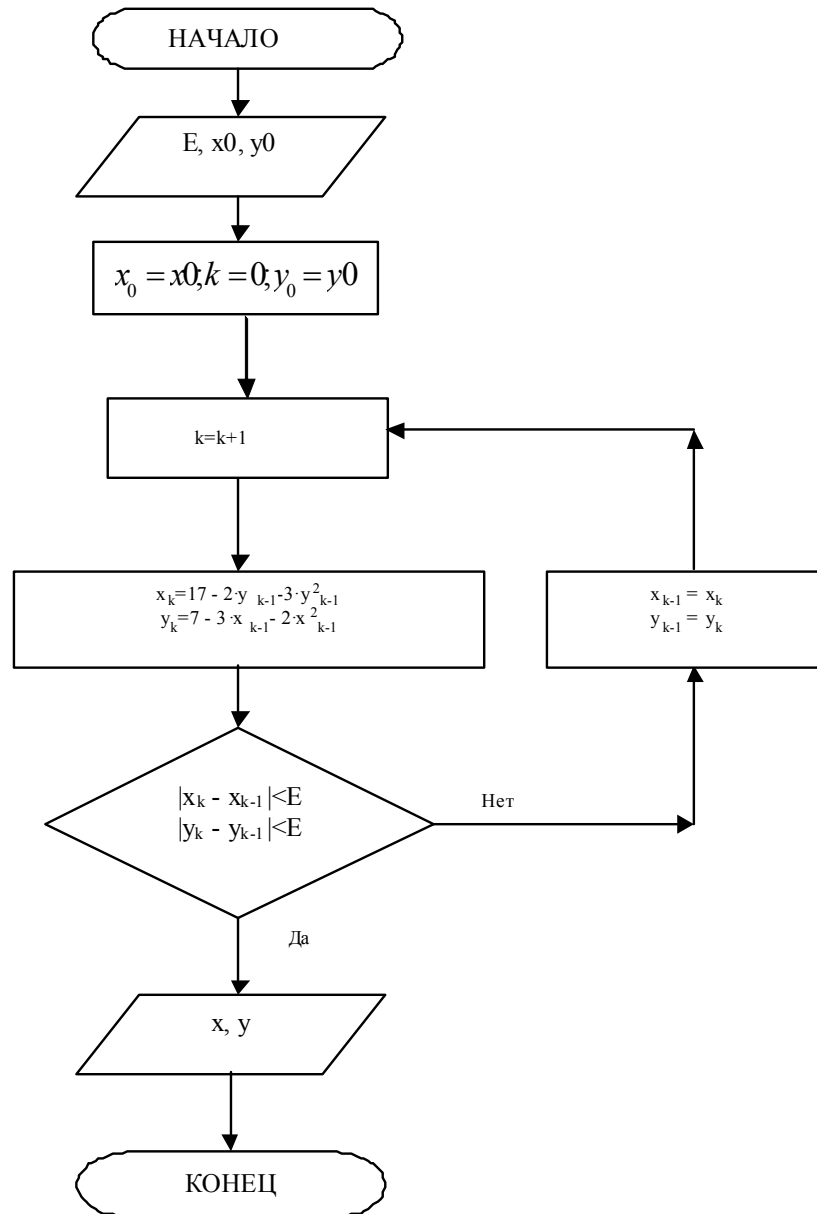 НАЧАЛО
E, x0, y0
x₀ = x0; k = 0; y₀ = y0
k=k+1
xₖ=17 - 2·y ₖ₋₁-3·y²ₖ₋₁
yₖ=7 - 3·x ₖ₋₁- 2·x²ₖ₋₁
xₖ₋₁ = xₖ
yₖ₋₁ = yₖ
|xₖ - xₖ₋₁|<E
|yₖ - yₖ₋₁|<E
Нет
Да
x, y
КОНЕЦ